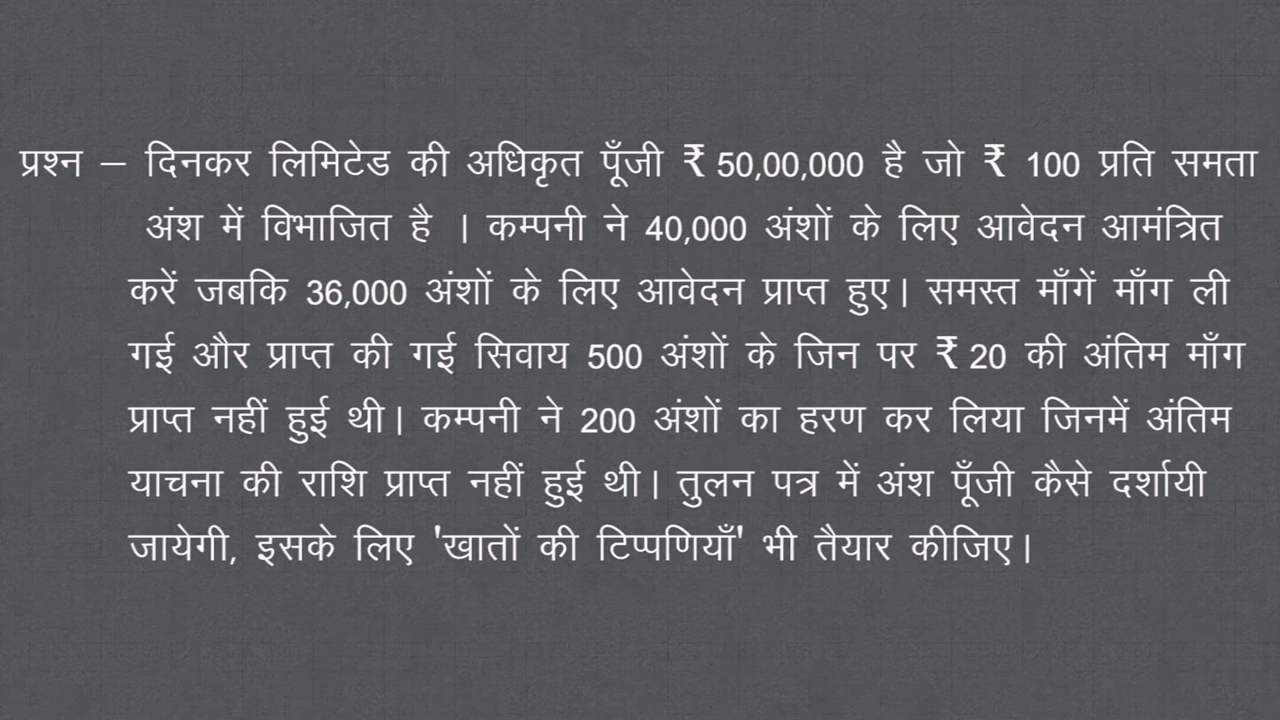 प्रश्न – दिनकर लिमिटेड की अधिकृत पूँजी ₹ 50,00,000 है जो ₹ 100 प्रति समता
अंश में विभाजित है । कम्पनी ने 40,000 अंशों के लिए आवेदन आमंत्रित
करें जबकि 36,000 अंशों के लिए आवेदन प्राप्त हुए। समस्त माँगें माँग ली
गई और प्राप्त की गई सिवाय 500 अंशों के जिन पर ₹ 20 की अंतिम माँग
प्राप्त नहीं हुई थी। कम्पनी ने 200 अंशों का हरण कर लिया जिनमें अंतिम
याचना की राशि प्राप्त नहीं हुई थी। तुलन पत्र में अंश पूँजी कैसे दर्शायी
जायेगी, इसके लिए 'खातों की टिप्पणियाँ' भी तैयार कीजिए।